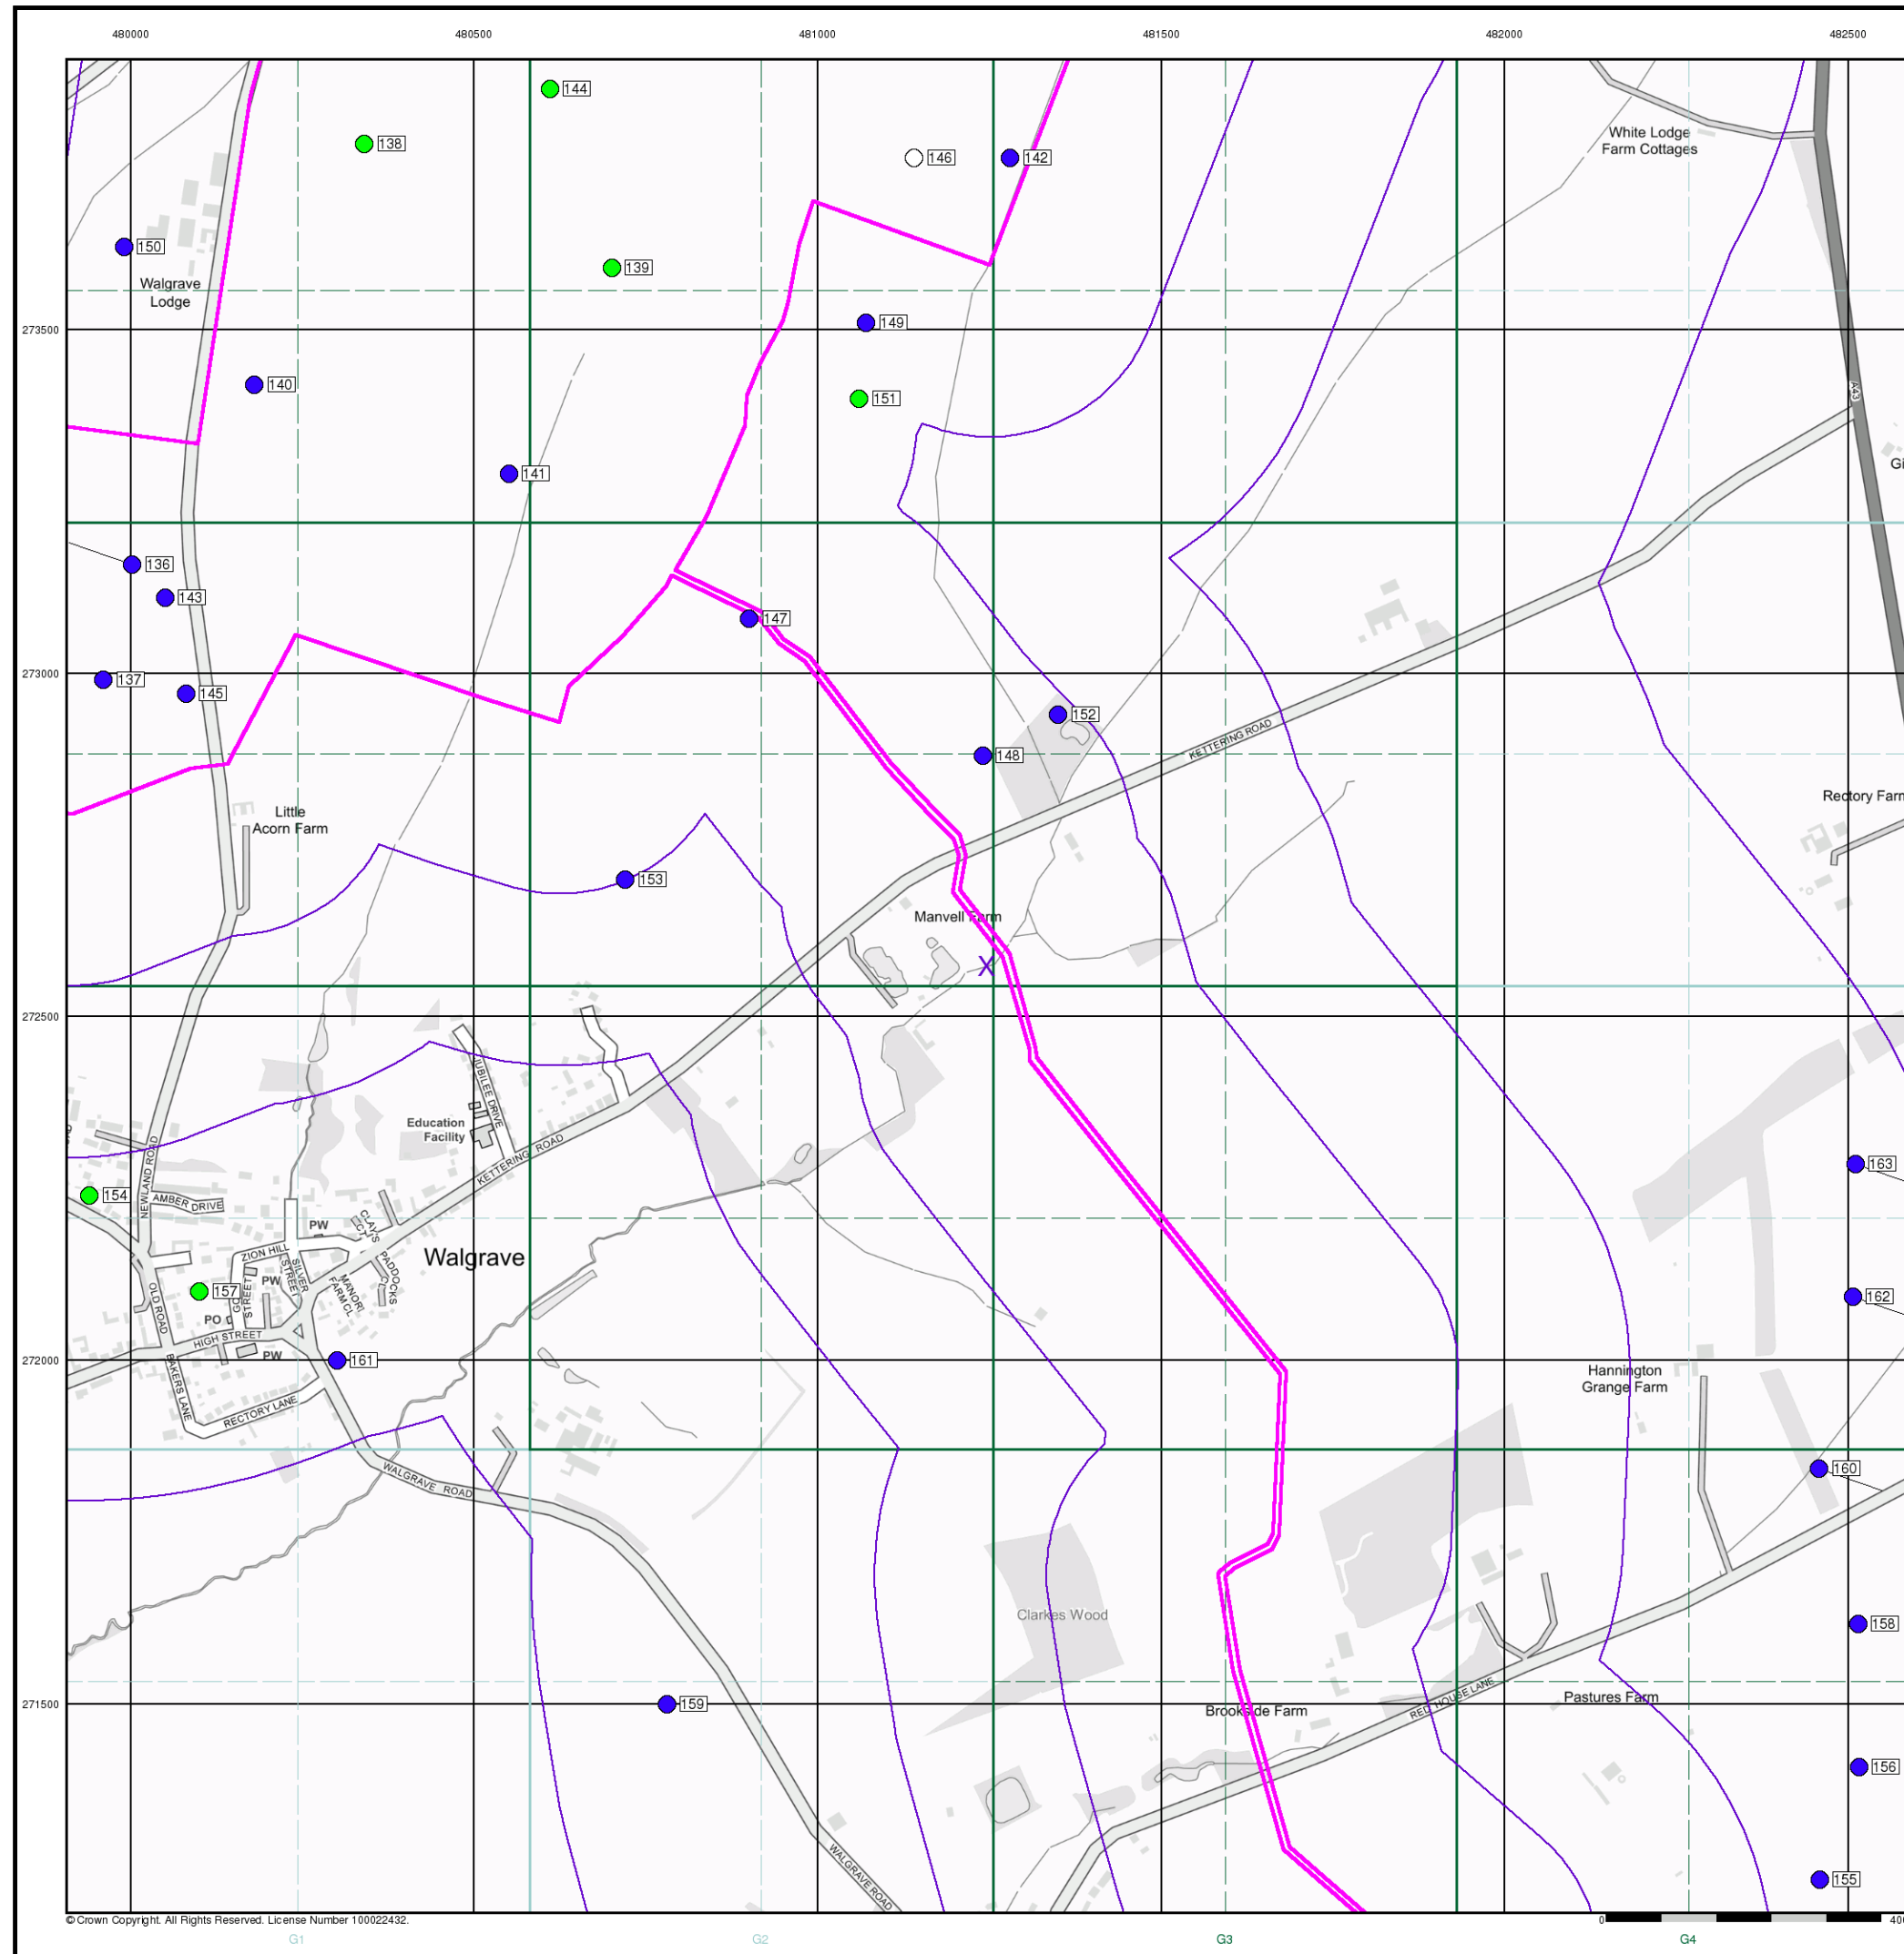 480000 480500 481000 481500 482000 482500
144
138
White Lodge
Farm Cottages
146
142
150
139
Walgrave
Lodge
149
273500
140
151
A43
141
136
143
147
137
273000
145
152
KETTERING ROAD
148
Little
Acorn Farm
Rectory Farm
153
Manvell Farm
272500
JUBILEE DRIVE
Education
Facility
KETTERING ROAD
NEWLAND ROAD
163
154
AMBER DRIVE
PW
CLAY'S
CT
ZION HILL
Walgrave
PADDOCKS
SILVER
STREET
PW
MANOR
FARM CL
157
STREET
162
OLD ROAD
PO
HIGH STREET
PW
161
272000
BAKERS LANE
Hannington
Grange Farm
RECTORY LANE
WALGRAVE ROAD
160
Clarkes Wood
158
271500
159
Brookside Farm
RED HOUSE LANE
Pastures Farm
156
WALGRAVE ROAD
155
© Crown Copyright. All Rights Reserved. License Number 100022432.
0
G1 G2 G3 G4